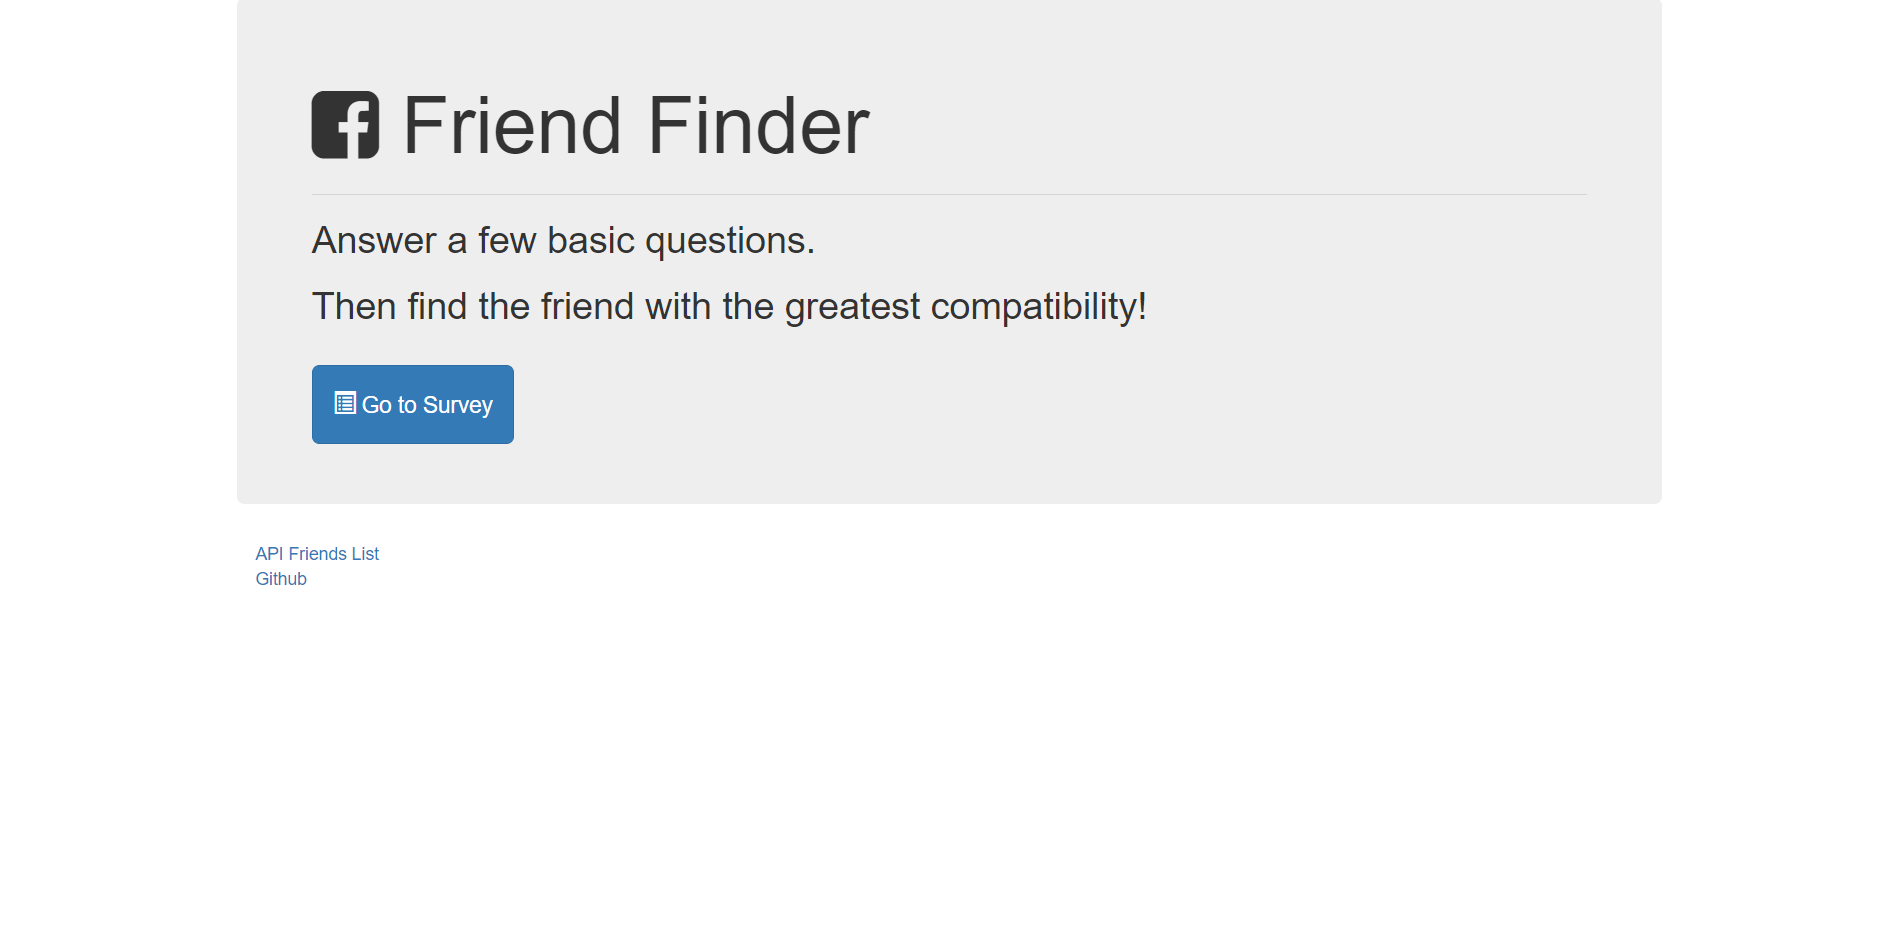 Friend Finder
Answer a few basic questions.
Then find the friend with the greatest compatibility!
Go to Survey
API Friends List
Github